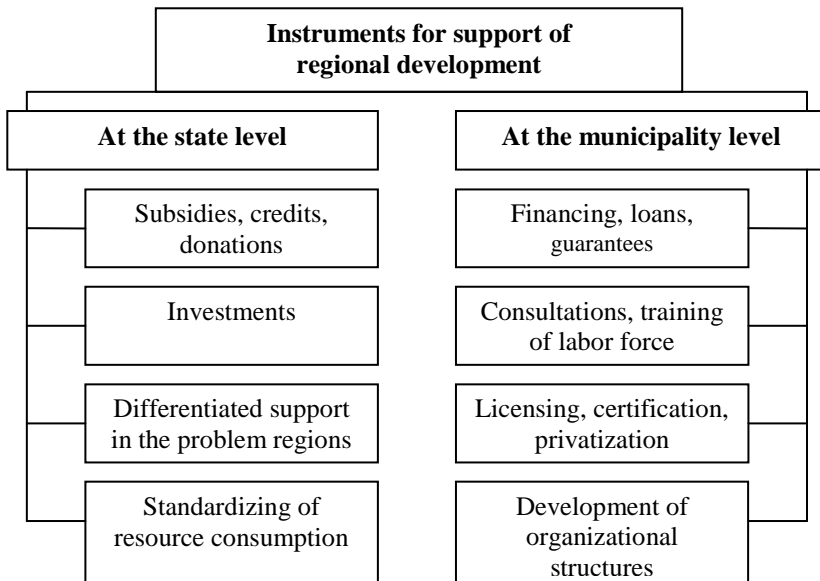 Instruments for support of
regional development
At the state level
Subsidies, credits,
donations
Investments
Differentiated support
in the problem regions
Standardizing of
resource consumption
At the municipality level
Financing, loans,
guarantees
Consultations, training
of labor force
Licensing, certification,
privatization
Development of
organizational
structures